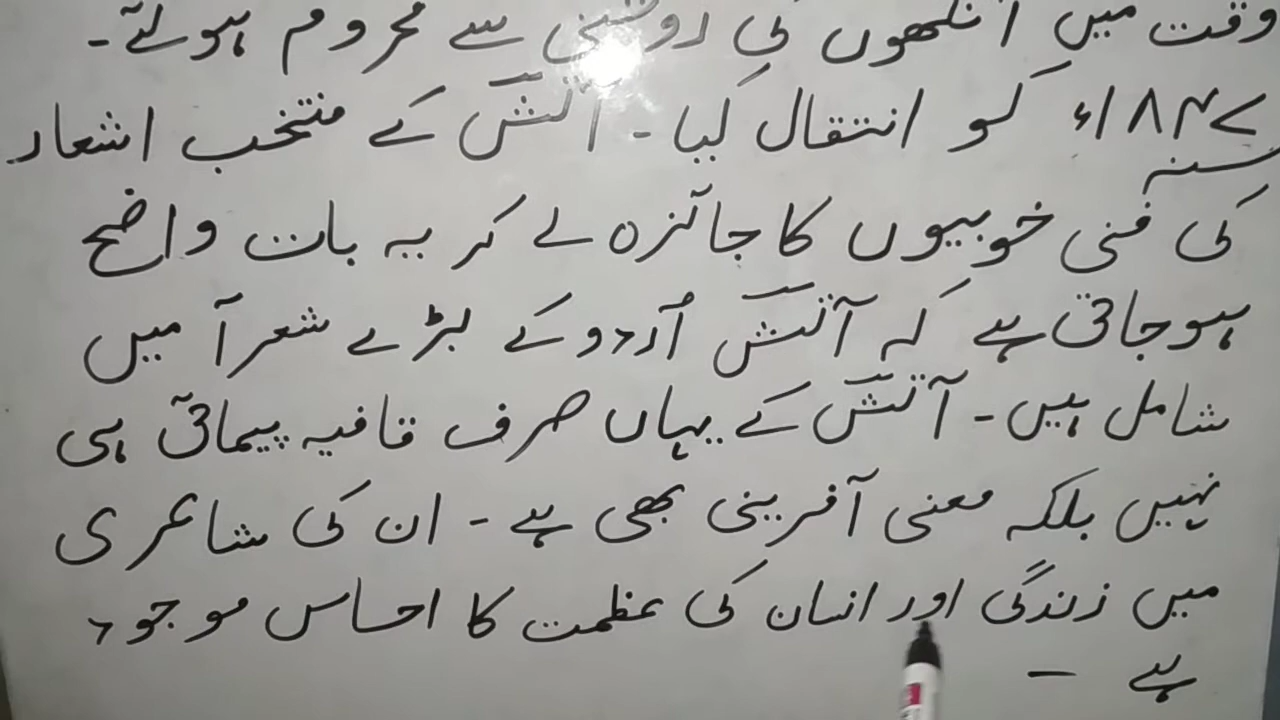 وقت میں آنکھوں کی روشنی سے محروم ہوئے۔
۱۸۴۷ء کو انتقال کیا۔ آتش کے منتخب اشعار
کی فنی خوبیوں کا جائزہ لے کر یہ بات واضح
ہوجاتی ہے کہ آتش اُردو کے بڑے شعرآ میں
شامل ہیں۔ آتش کے یہاں صرف قافیہ پیمائی ہی
نہیں بلکہ معنی آفرینی بھی ہے۔ ان کی شاعری
میں زندگی اور انسان کی عظمت کا احساس موجود
ہے ۔